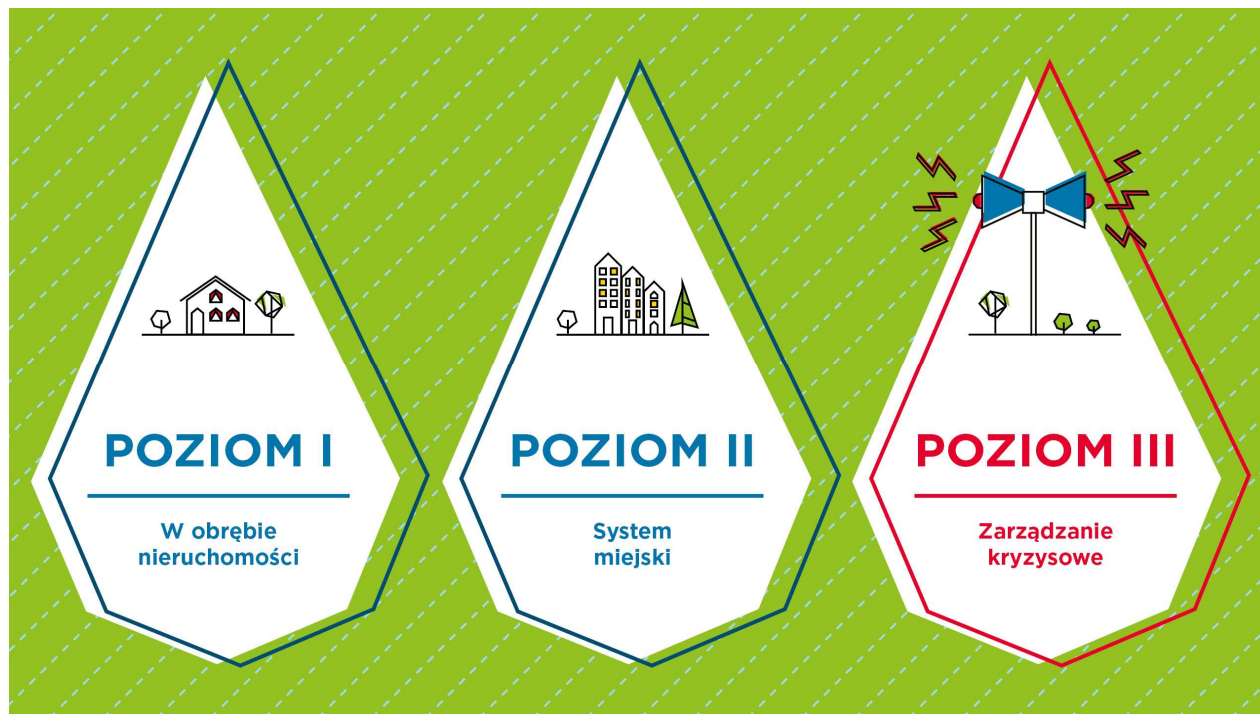 POZIOM I
W obrębie
nieruchomości
POZIOM II
System
miejski
POZIOM III
Zarządzanie
kryzysowe